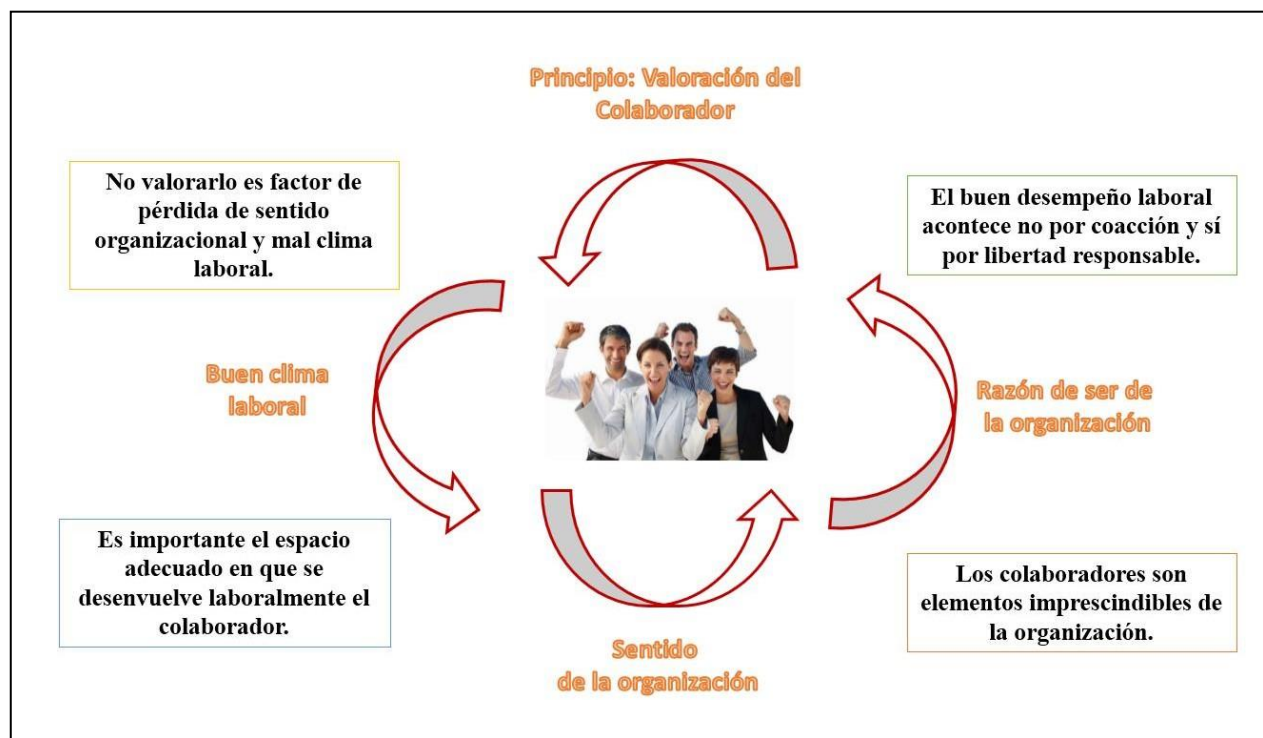 Principio: Valoración del
Colaborador
No valorarlo es factor de
pérdida de sentido
organizacional y mal clima
laboral.
El buen desempeño laboral
acontece no por coacción y sí
por libertad responsable.
Buen clima
laboral
Razón de ser de
la organización
Es importante el espacio
adecuado en que se
desenvuelve laboralmente el
colaborador.
Los colaboradores son
elementos imprescindibles de
la organización.
Sentido
de la organización